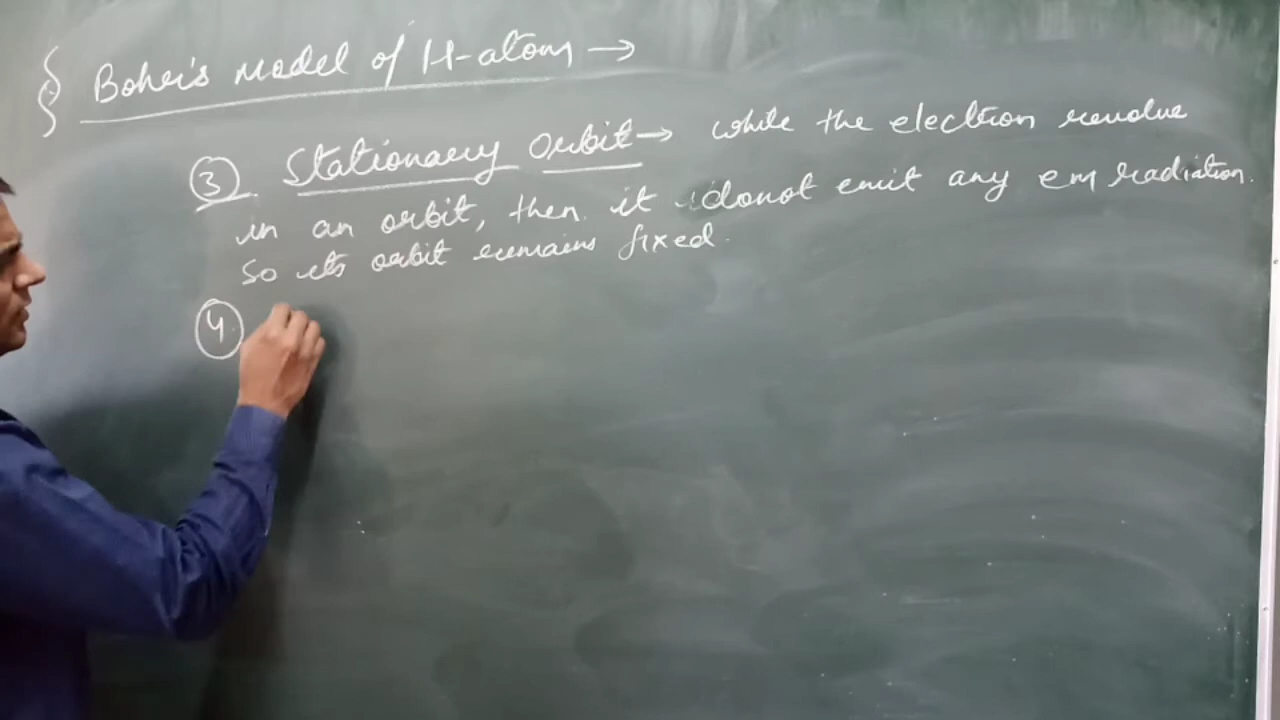 Bohr's Model of H-atom →
③. Stationary Orbit → while the electron revolve
in an orbit, then it donot emit any em radiation.
So its orbit remains fixed.
④